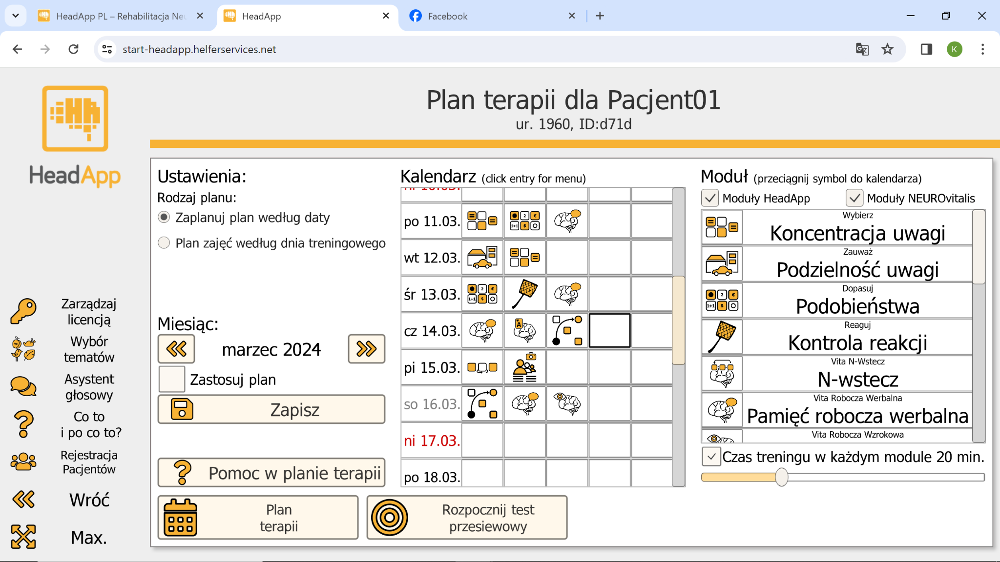 HeadApp PL – Rehabilitacja Neu
HeadApp
Facebook
start-headapp.helferservices.net
K
Plan terapii dla Pacjent01
ur. 1960, ID:d71d
HeadApp
Zarządzaj
licencją
Wybór
tematów
Asystent
głosowy
Co to
i po co to?
Rejestracja
Pacjentów
Wróć
Max.
Ustawienia:
Rodzaj planu:
Zaplanuj plan według daty
Plan zajęć według dnia treningowego
Miesiąc:
marzec 2024
Zastosuj plan
Zapisz
Pomoc w planie terapii
Plan
terapii
Rozpocznij test
przesiewowy
Kalendarz (click entry for menu)
ni 10.03.
po 11.03.
wt 12.03.
śr 13.03.
cz 14.03.
pi 15.03.
so 16.03.
ni 17.03.
po 18.03.
Moduł (przeciągnij symbol do kalendarza)
Moduły HeadApp
Moduły NEUROvitalis
Wybierz
Koncentracja uwagi
Zauważ
Podzielność uwagi
Dopasuj
Podobieństwa
Reaguj
Kontrola reakcji
Vita N-Wstecz
N-wstecz
Vita Robocza Werbalna
Pamięć robocza werbalna
Vita Robocza Wzrokowa
Czas treningu w każdym module 20 min.